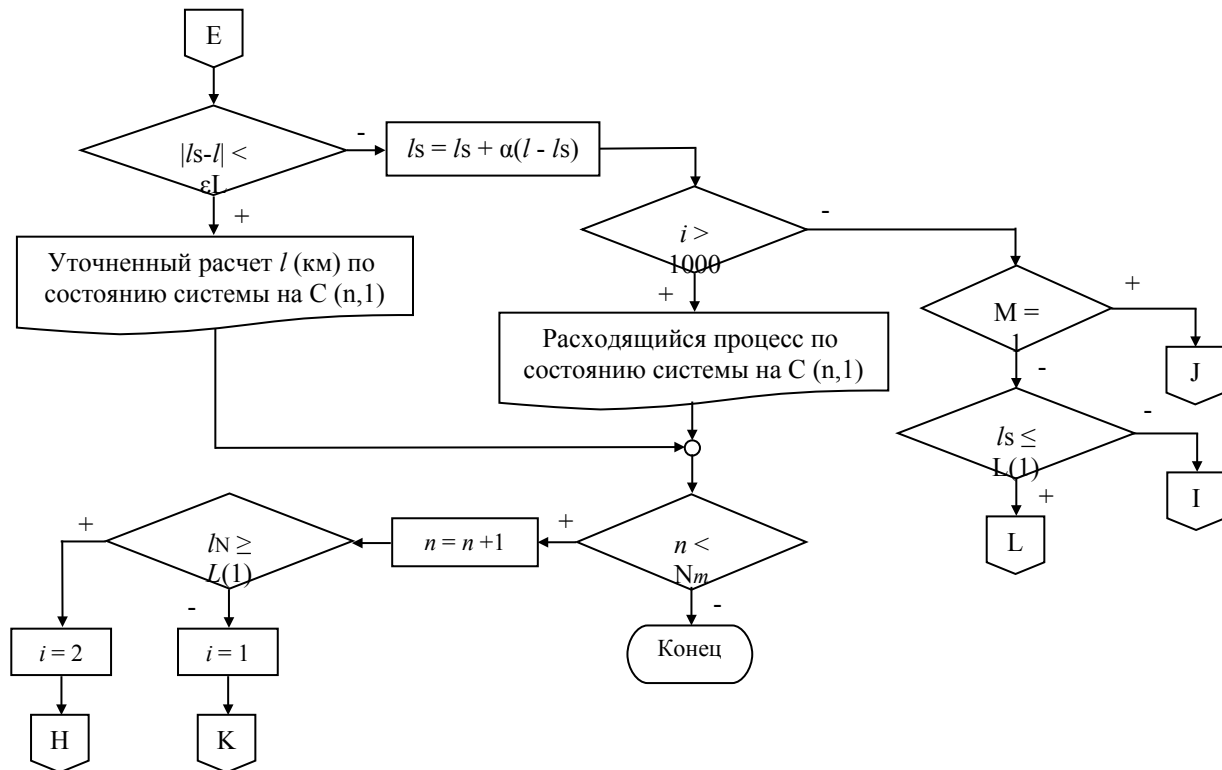 E
|ls-l| <
εL
-
ls = ls + α(l - ls)
+
Уточненный расчет l (км) по
состоянию системы на С (n,1)
i >
1000
-
+
Расходящийся процесс по
состоянию системы на С (n,1)
M =
1
+
J
-
ls ≤
L(1)
-
I
+
L
n <
Nm
+
n = n +1
-
Конец
lN ≥
L(1)
+
-
i = 2
i = 1
H
K